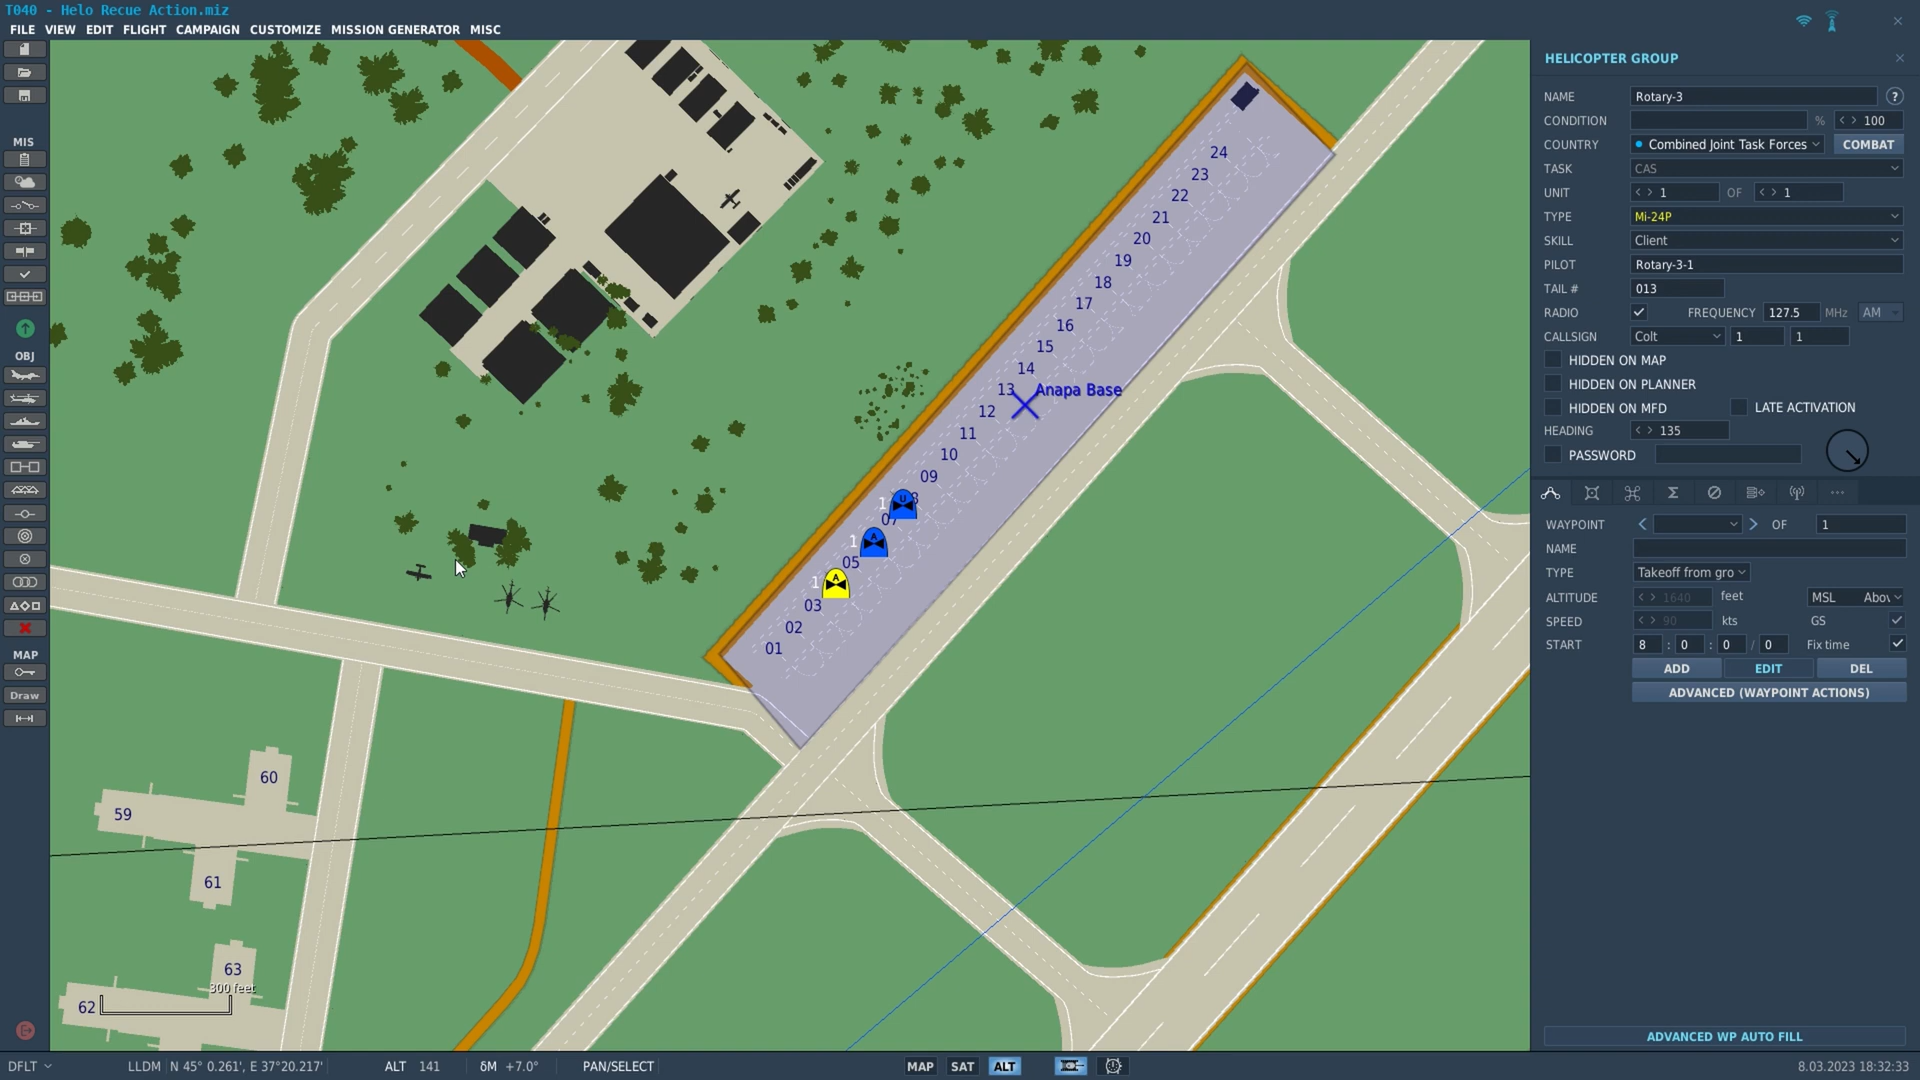 T040 - Helo Recue Action.miz
FILE VIEW EDIT FLIGHT CAMPAIGN CUSTOMIZE MISSION GENERATOR MISC
MIS
OBJ
MAP
Draw
24
23
22
21
20
19
18
17
16
15
14
13
Anapa Base
12
11
10
09
1
U
07
1
A
05
1
A
03
02
01
60
59
61
63
300 feet
62
HELICOPTER GROUP
NAME Rotary-3 ?
CONDITION % < > 100
COUNTRY Combined Joint Task Forces COMBAT
TASK CAS
UNIT < > 1 OF < > 1
TYPE Mi-24P
SKILL Client
PILOT Rotary-3-1
TAIL # 013
RADIO FREQUENCY 127.5 MHz AM
CALLSIGN Colt 1 1
HIDDEN ON MAP
HIDDEN ON PLANNER
HIDDEN ON MFD LATE ACTIVATION
HEADING < > 135
PASSWORD
WAYPOINT < > OF 1
NAME
TYPE Takeoff from gro
ALTITUDE < > 1640 feet MSL Abov
SPEED < > 90 kts GS
START 8 : 0 : 0 / 0 Fix time
ADD EDIT DEL
ADVANCED (WAYPOINT ACTIONS)
ADVANCED WP AUTO FILL
DFLT LLDM N 45° 0.261', E 37°20.217' ALT 141 δM +7.0° PAN/SELECT MAP SAT ALT 8.03.2023 18:32:33